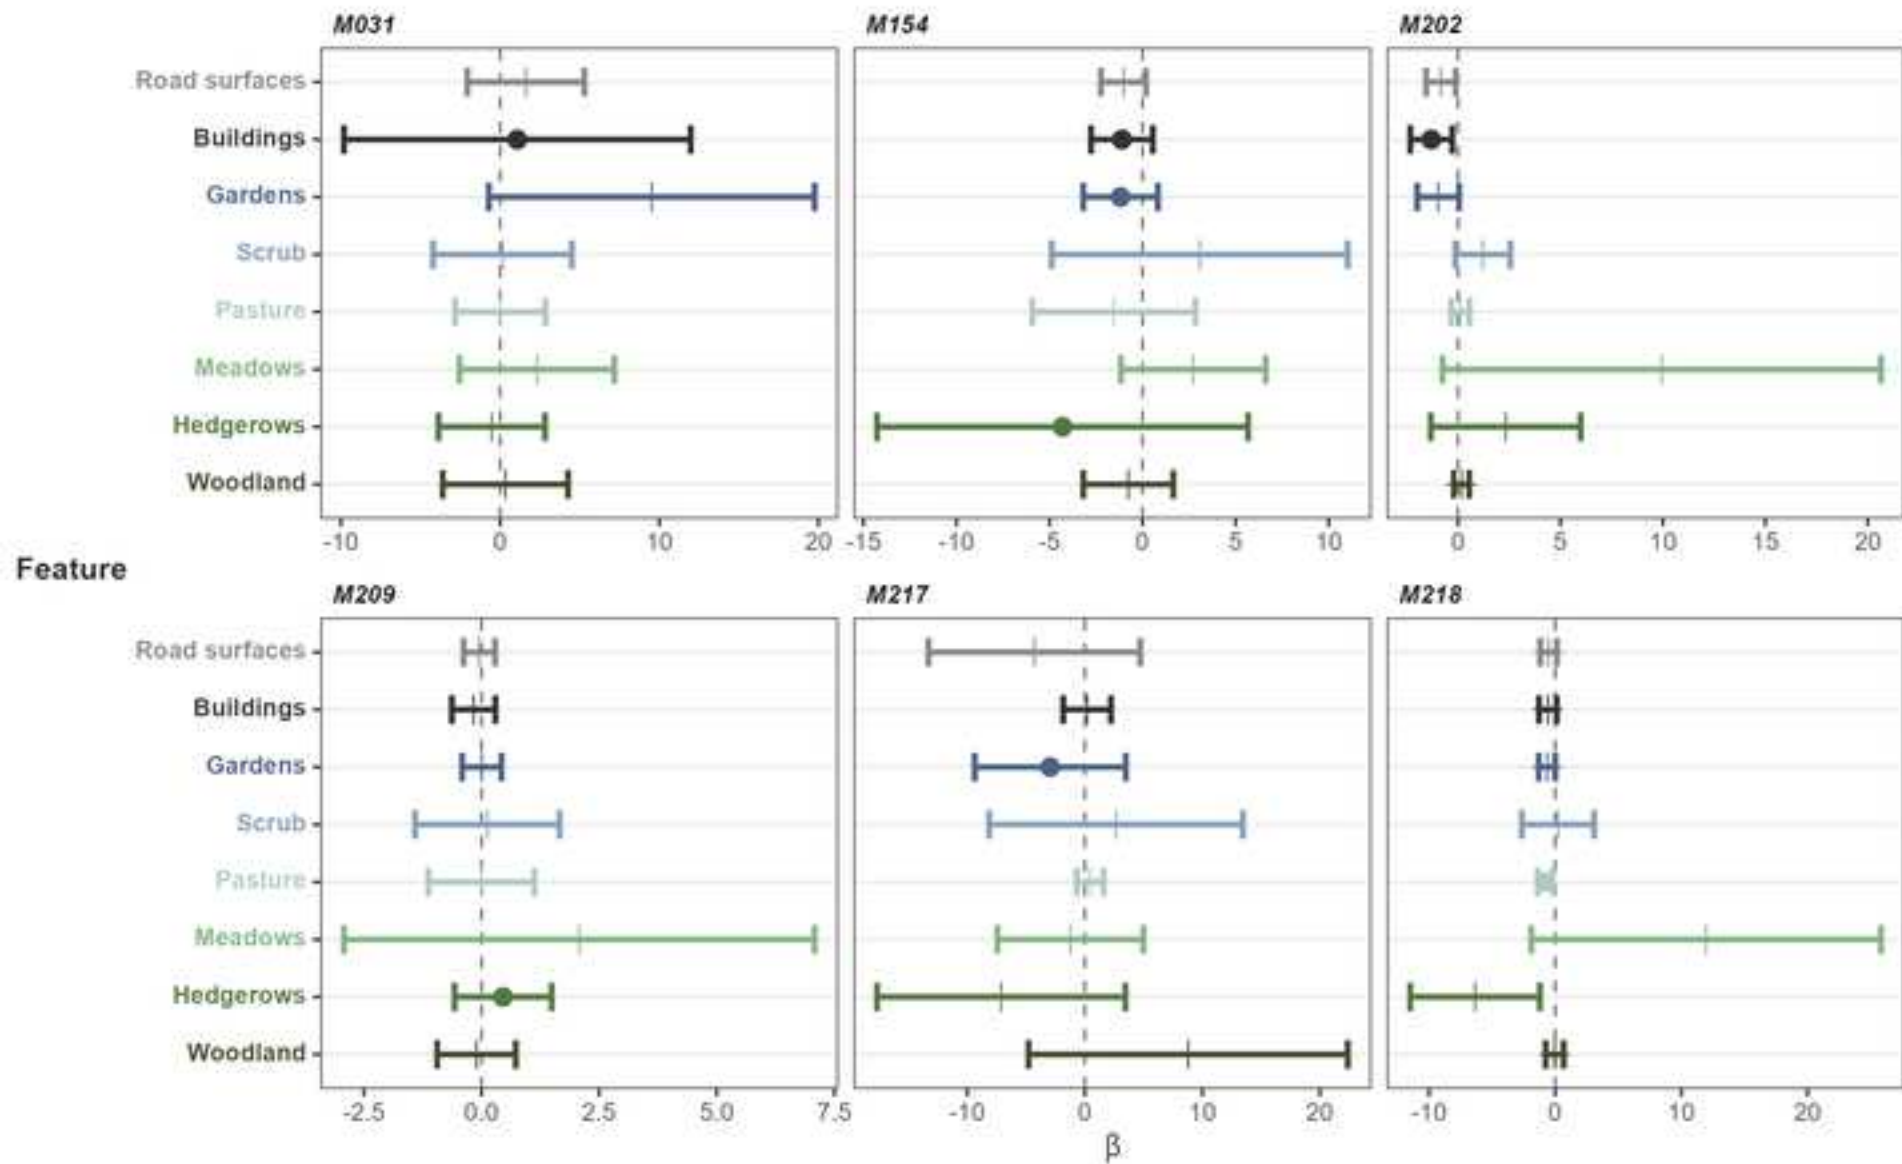 M031 M154 M202
Road surfaces
Buildings
Gardens
Scrub
Pasture
Meadows
Hedgerows
Woodland
-10 0 10 20 -15 -10 -5 0 5 10 0 5 10 15 20
Feature
M209 M217 M218
Road surfaces
Buildings
Gardens
Scrub
Pasture
Meadows
Hedgerows
Woodland
-2.5 0.0 2.5 5.0 7.5 -10 0 10 20 -10 0 10 20
β